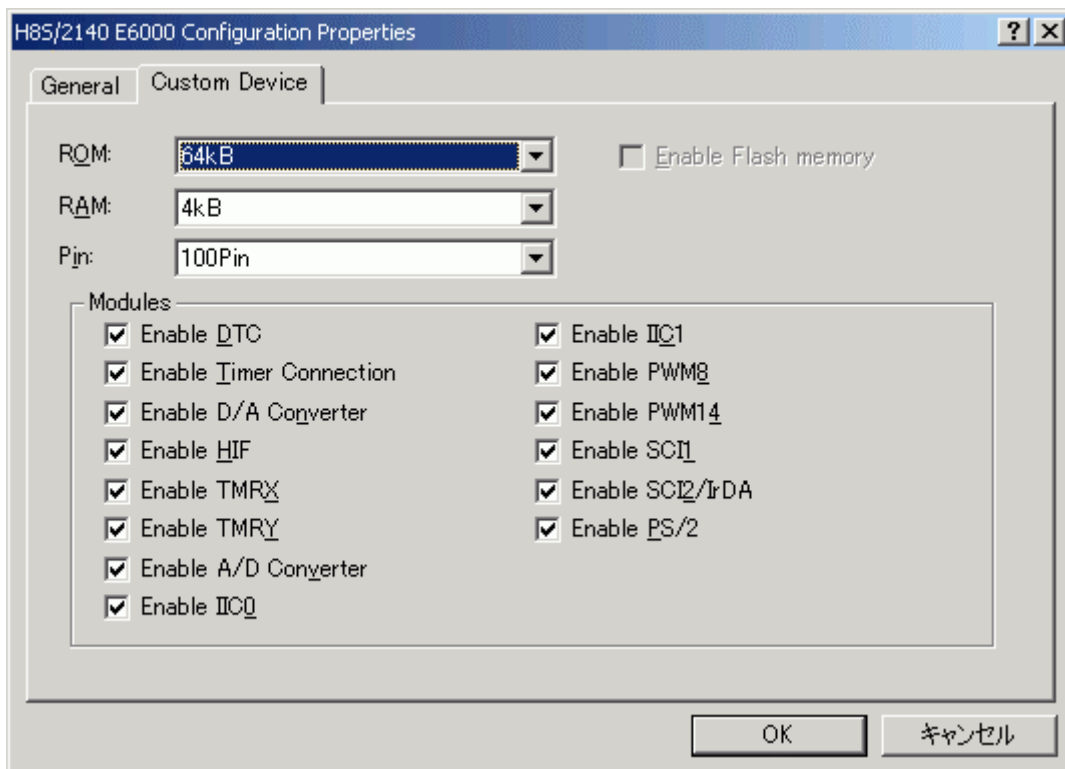 H8S/2140 E6000 Configuration Properties
General Custom Device
ROM: 64kB Enable Flash memory
RAM: 4kB
Pin: 100Pin
Modules
Enable DTC Enable IIC1
Enable Timer Connection Enable PWM8
Enable D/A Converter Enable PWM14
Enable HIF Enable SCI1
Enable TMRX Enable SCI2/IrDA
Enable TMRY Enable PS/2
Enable A/D Converter
Enable IIC0
OK キャンセル